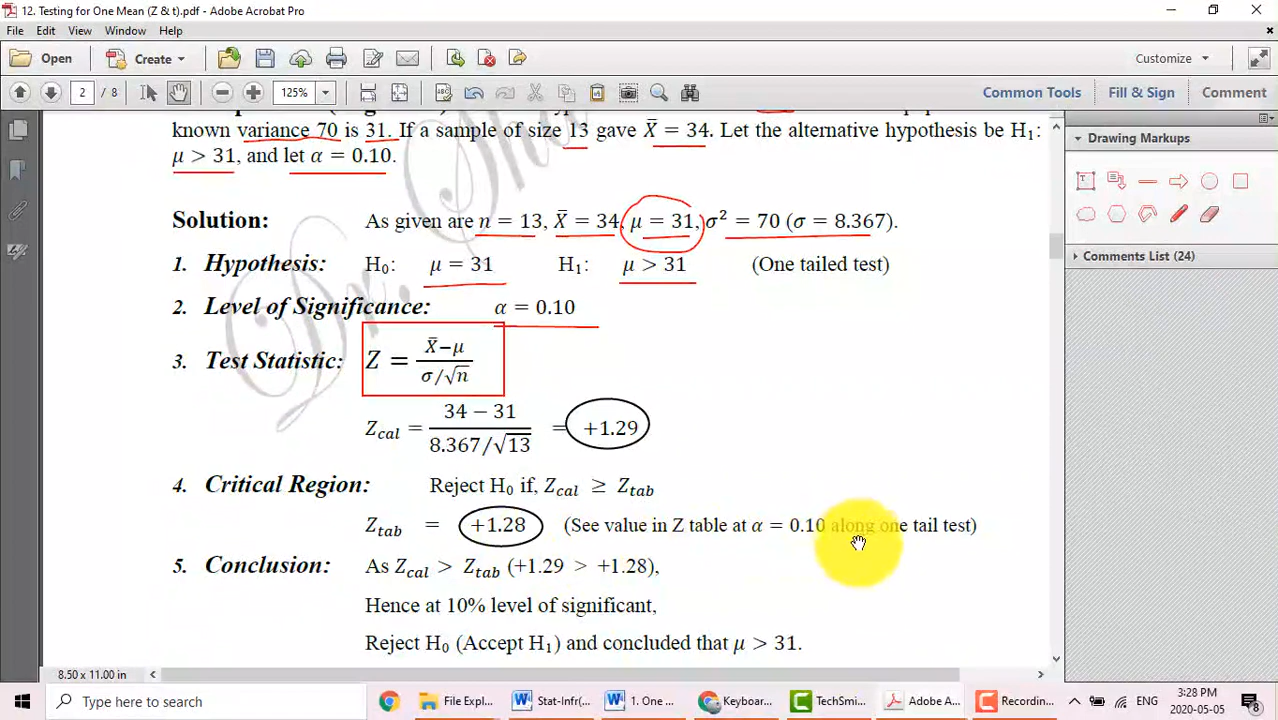 12. Testing for One Mean (Z & t).pdf - Adobe Acrobat Pro
File Edit View Window Help
Open Create Customize
2 / 8 125% Common Tools Fill & Sign Comment
known variance 70 is 31. If a sample of size 13 gave X̄ = 34. Let the alternative hypothesis be H₁:
μ > 31, and let α = 0.10.
Solution: As given are n = 13, X̄ = 34, μ = 31, σ² = 70 (σ = 8.367).
1. Hypothesis: H₀: μ = 31 H₁: μ > 31 (One tailed test)
2. Level of Significance: α = 0.10
3. Test Statistic: Z = X̄−μ / σ/√n
Zcal = 34 − 31 / 8.367/√13 = +1.29
4. Critical Region: Reject H₀ if, Zcal ≥ Ztab
Ztab = +1.28 (See value in Z table at α = 0.10 along one tail test)
5. Conclusion: As Zcal > Ztab (+1.29 > +1.28),
Hence at 10% level of significant,
Reject H₀ (Accept H₁) and concluded that μ > 31.
Dr.
8.50 x 11.00 in
Drawing Markups
T
Comments List (24)
Type here to search
File Expl...
Stat-Infr(...
1. One ...
Keyboar...
TechSmi...
Adobe A...
Recordin...
ENG
3:28 PM
2020-05-05
8